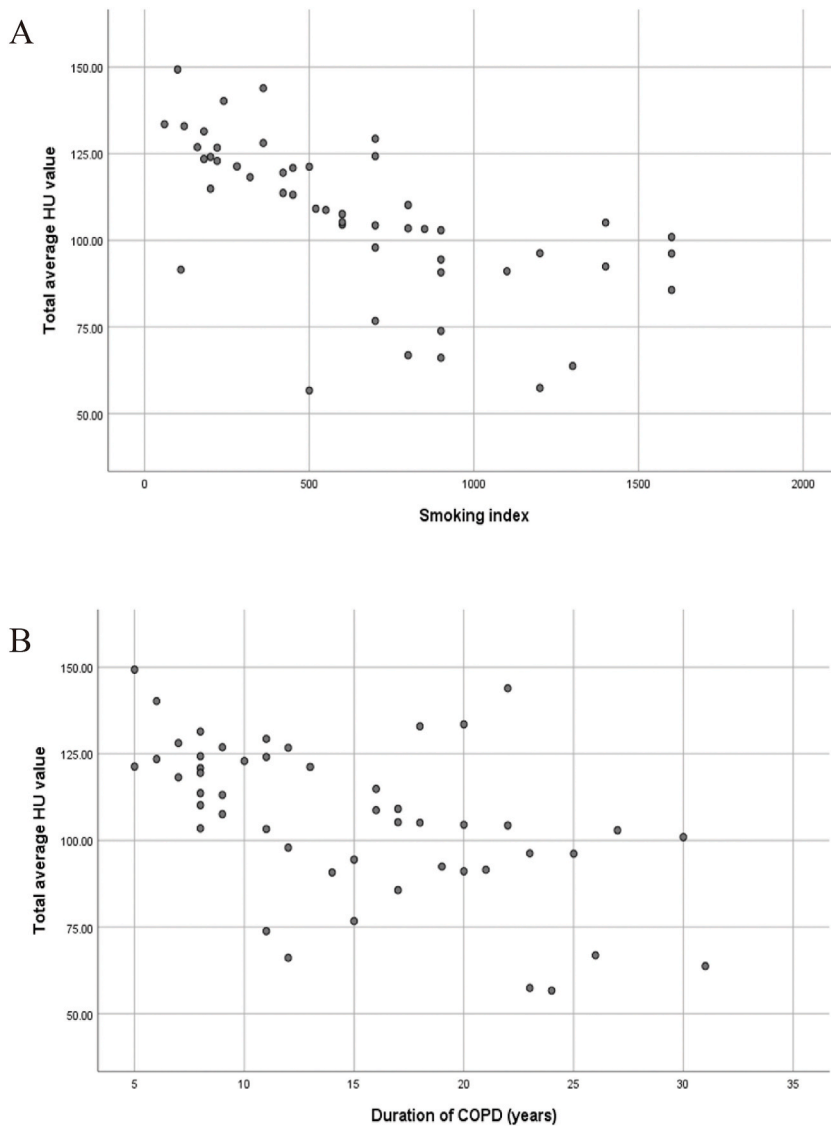 A
150.00
125.00
100.00
75.00
50.00
Total average HU value
0 500 1000 1500 2000
Smoking index
B
150.00
125.00
100.00
75.00
50.00
Total average HU value
5 10 15 20 25 30 35
Duration of COPD (years)